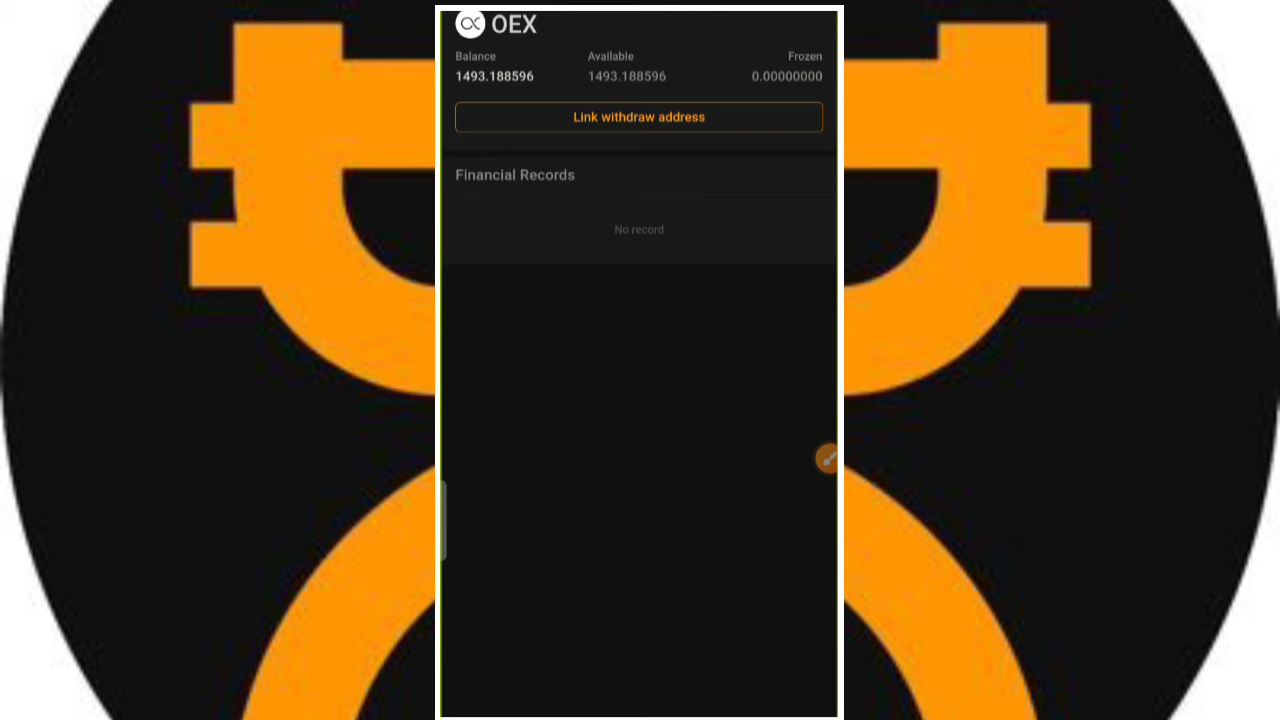 OEX
Balance Available Frozen
1493.188596 1493.188596 0.00000000
Link withdraw address
Financial Records
No record